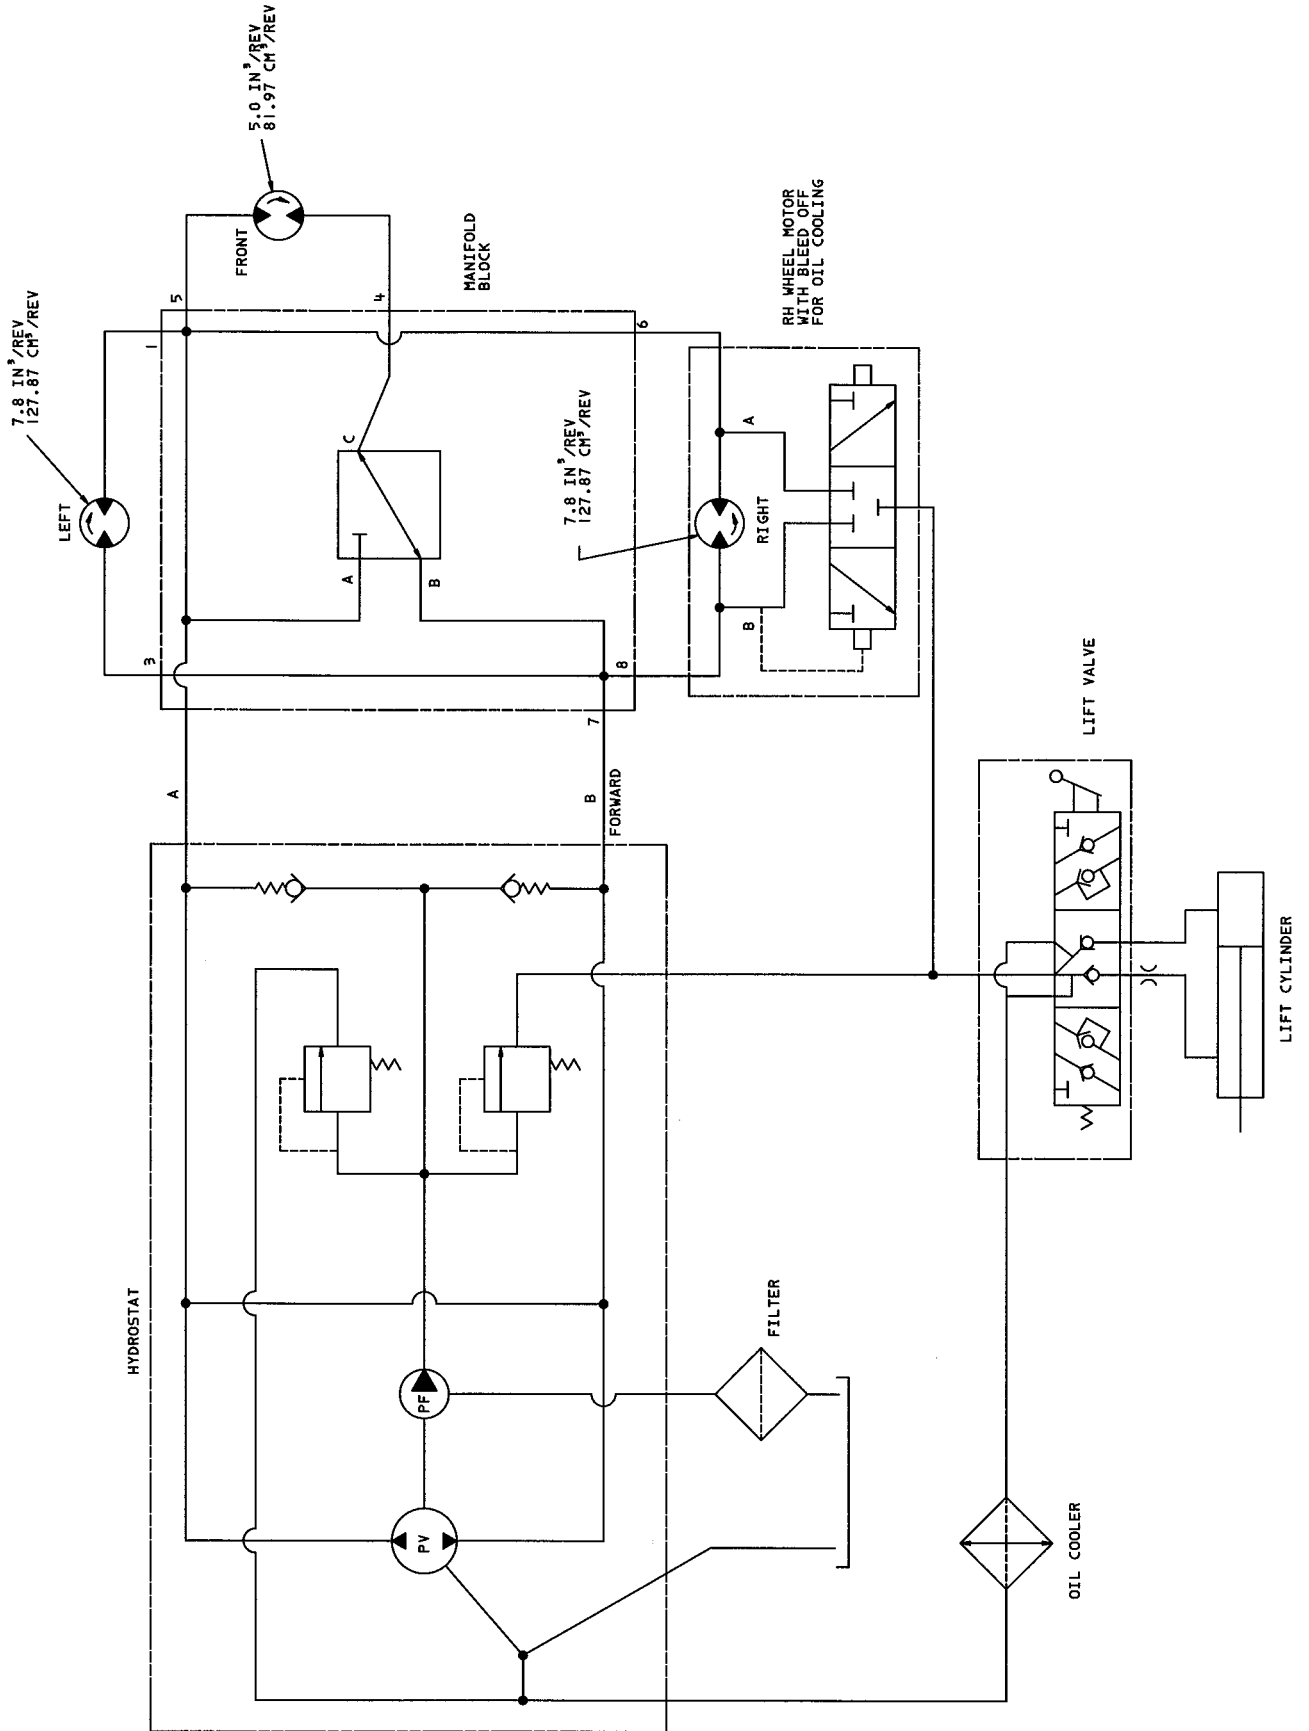 7.8 IN³/REV
127.87 CM³/REV
LEFT
5.0 IN³/REV
81.97 CM³/REV
FRONT
MANIFOLD
BLOCK
1
5
4
6
3
8
7
C
A
B
A
B
FORWARD
7.8 IN³/REV
127.87 CM³/REV
RIGHT
A
B
RH WHEEL MOTOR
WITH BLEED OFF
FOR OIL COOLING
HYDROSTAT
PF
PV
FILTER
LIFT VALVE
LIFT CYLINDER
OIL COOLER